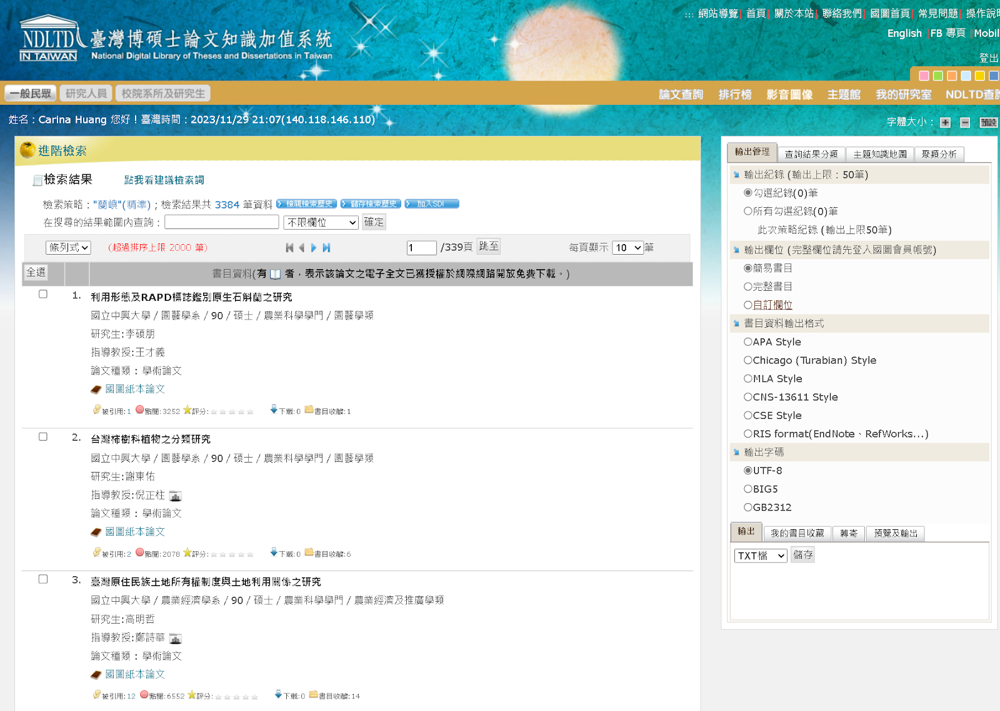 ::: 網站導覽| 首頁| 關於本站| 聯絡我們| 國圖首頁| 常見問題| 操作說明
English |FB 專頁 |Mobil
登出
NDLTD IN TAIWAN
臺灣博碩士論文知識加值系統
National Digital Library of Theses and Dissertations in Taiwan
一般民眾 研究人員 校院系所及研究生
論文查詢 排行榜 影音圖像 主題館 我的研究室 NDLTD查詢
姓名：Carina Huang 您好！臺灣時間：2023/11/29 21:07(140.118.146.110)
字體大小： + − 預設
進階檢索
檢索結果 點我看建議檢索詞
檢索策略："蘭嶼"(精準)；檢索結果共 3384 筆資料 檢視檢索歷史 儲存檢索歷史 加入SDI
在搜尋的結果範圍內查詢： 不限欄位 確定
條列式 (超過排序上限 2000 筆) 1 /339頁 跳至 每頁顯示 10 筆
全選 書目資料(有 者，表示該論文之電子全文已獲授權於網際網路開放免費下載。)
1. 利用形態及RAPD標誌鑑別原生石斛蘭之研究
國立中興大學 / 園藝學系 / 90 / 碩士 / 農業科學學門 / 園藝學類
研究生:李碩朋
指導教授:王才義
論文種類：學術論文
國圖紙本論文
被引用:1 點閱:3252 評分: 下載:0 書目收藏:1
2. 台灣柿樹科植物之分類研究
國立中興大學 / 園藝學系 / 90 / 碩士 / 農業科學學門 / 園藝學類
研究生:謝東佑
指導教授:倪正柱
論文種類：學術論文
國圖紙本論文
被引用:2 點閱:2078 評分: 下載:0 書目收藏:6
3. 臺灣原住民族土地所有權制度與土地利用關係之研究
國立中興大學 / 農業經濟學系 / 90 / 碩士 / 農業科學學門 / 農業經濟及推廣學類
研究生:高明哲
指導教授:鄭詩華
論文種類：學術論文
國圖紙本論文
被引用:12 點閱:6552 評分: 下載:0 書目收藏:14
輸出管理 查詢結果分類 主題知識地圖 聚類分析
輸出紀錄 (輸出上限：50筆)
勾選紀錄(0)筆
所有勾選紀錄(0)筆
此次策略紀錄 (輸出上限50筆)
輸出欄位 (完整欄位請先登入國圖會員帳號)
簡易書目
完整書目
自訂欄位
書目資料輸出格式
APA Style
Chicago (Turabian) Style
MLA Style
CNS-13611 Style
CSE Style
RIS format(EndNote、RefWorks...)
輸出字碼
UTF-8
BIG5
GB2312
輸出 我的書目收藏 轉寄 預覽及輸出
TXT檔 儲存